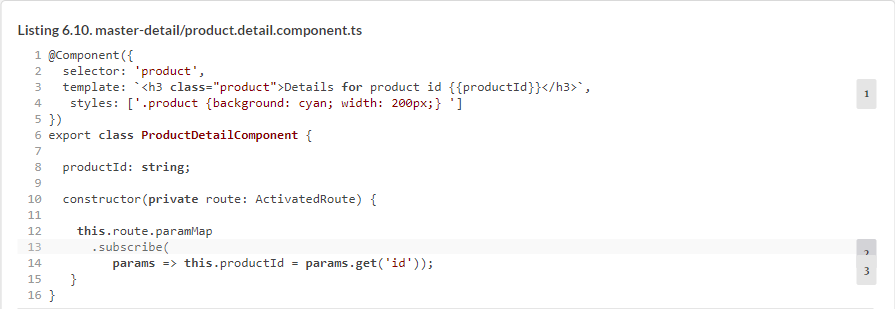 Listing 6.10. master-detail/product.detail.component.ts
1 @Component({
2   selector: 'product',
3   template: `<h3 class="product">Details for product id {{productId}}</h3>`,
4    styles: ['.product {background: cyan; width: 200px;} ']
5 })
6 export class ProductDetailComponent {
7
8   productId: string;
9
10   constructor(private route: ActivatedRoute) {
11
12     this.route.paramMap
13       .subscribe(
14          params => this.productId = params.get('id'));
15    }
16 }
1
2
3